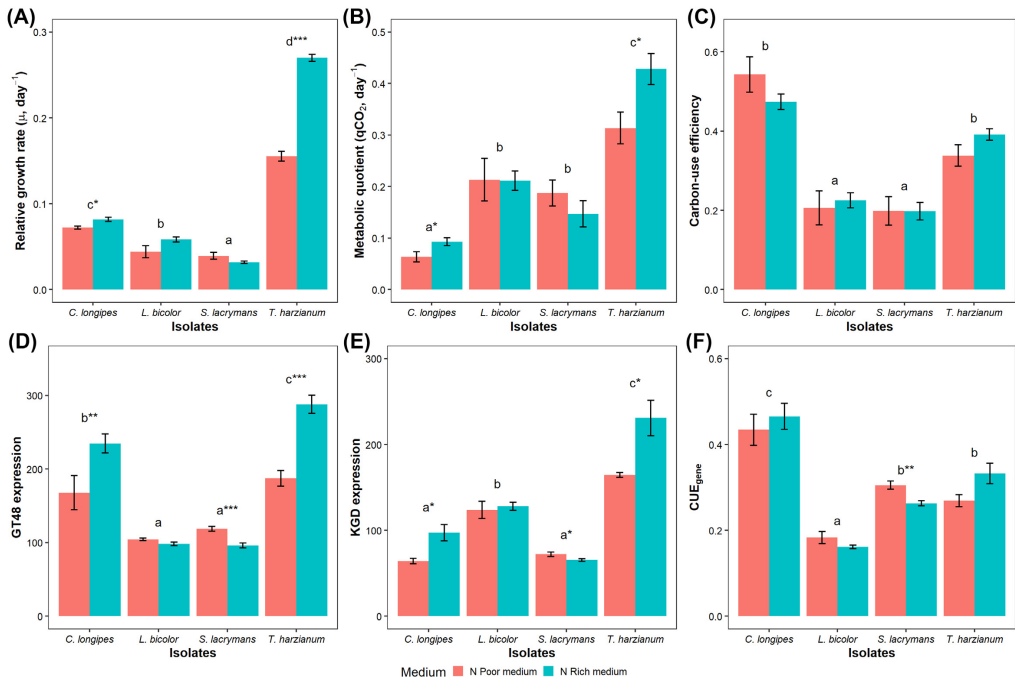 (A)
Relative growth rate (μ, day⁻¹)
0.3
0.2
0.1
0.0
c*
b
a
d***
C. longipes L. bicolor S. lacrymans T. harzianum
Isolates
(B)
Metabolic quotient (qCO₂, day⁻¹)
0.5
0.4
0.3
0.2
0.1
0.0
a*
b
b
c*
C. longipes L. bicolor S. lacrymans T. harzianum
Isolates
(C)
Carbon-use efficiency
0.6
0.4
0.2
0.0
b
a
a
b
C. longipes L. bicolor S. lacrymans T. harzianum
Isolates
(D)
GT48 expression
300
200
100
0
b**
a
a***
c***
C. longipes L. bicolor S. lacrymans T. harzianum
Isolates
(E)
KGD expression
300
200
100
0
a*
b
a*
c*
C. longipes L. bicolor S. lacrymans T. harzianum
Isolates
(F)
CUEgene
0.6
0.4
0.2
0.0
c
a
b**
b
C. longipes L. bicolor S. lacrymans T. harzianum
Isolates
Medium N Poor medium N Rich medium